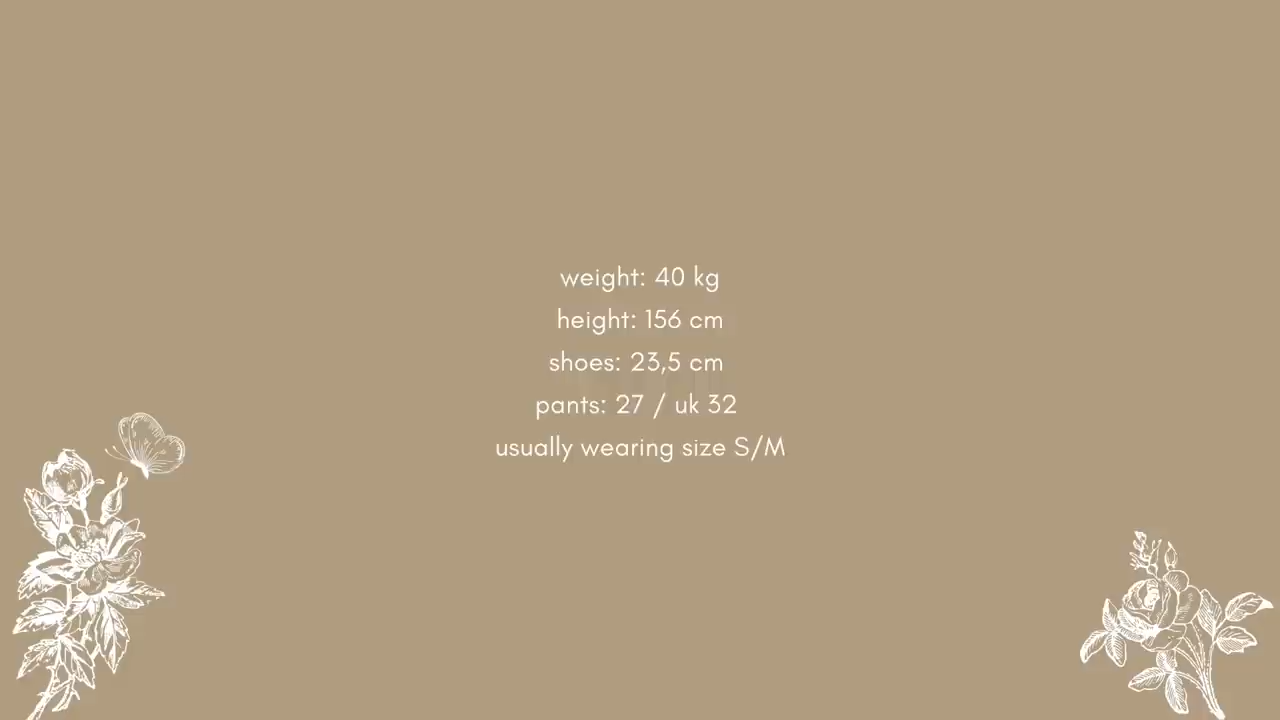 weight: 40 kg
height: 156 cm
shoes: 23,5 cm
pants: 27 / uk 32
usually wearing size S/M